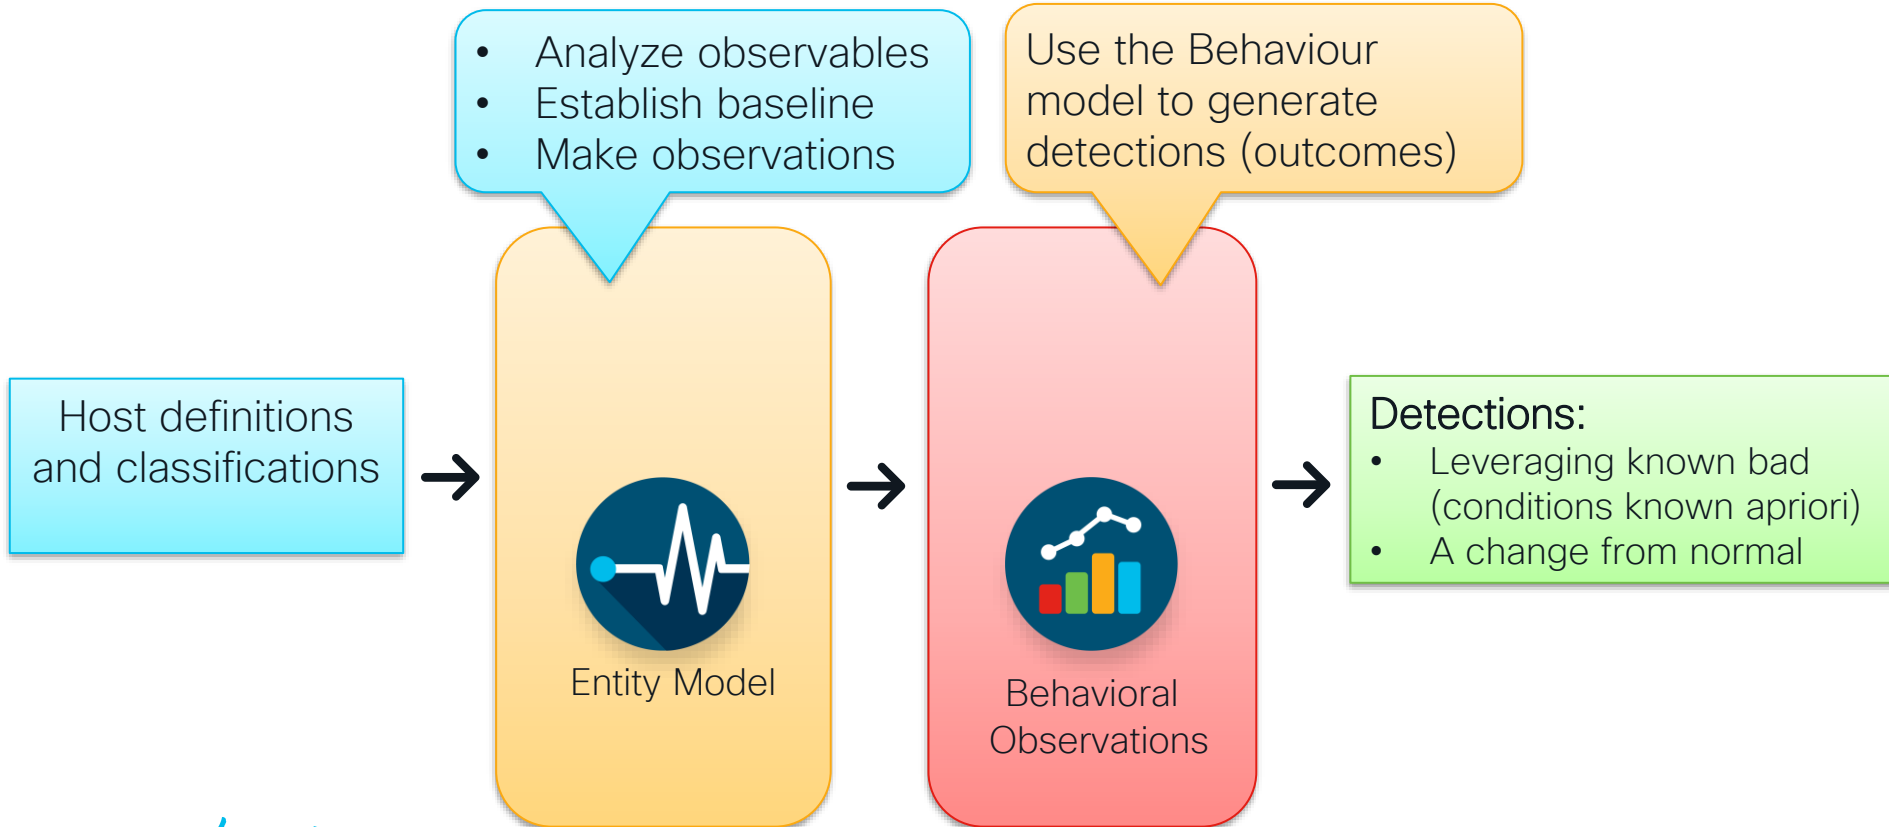 • Analyze observables
• Establish baseline
• Make observations
Use the Behaviour
model to generate
detections (outcomes)
Host definitions
and classifications
Entity Model
Behavioral
Observations
Detections:
• Leveraging known bad
(conditions known apriori)
• A change from normal